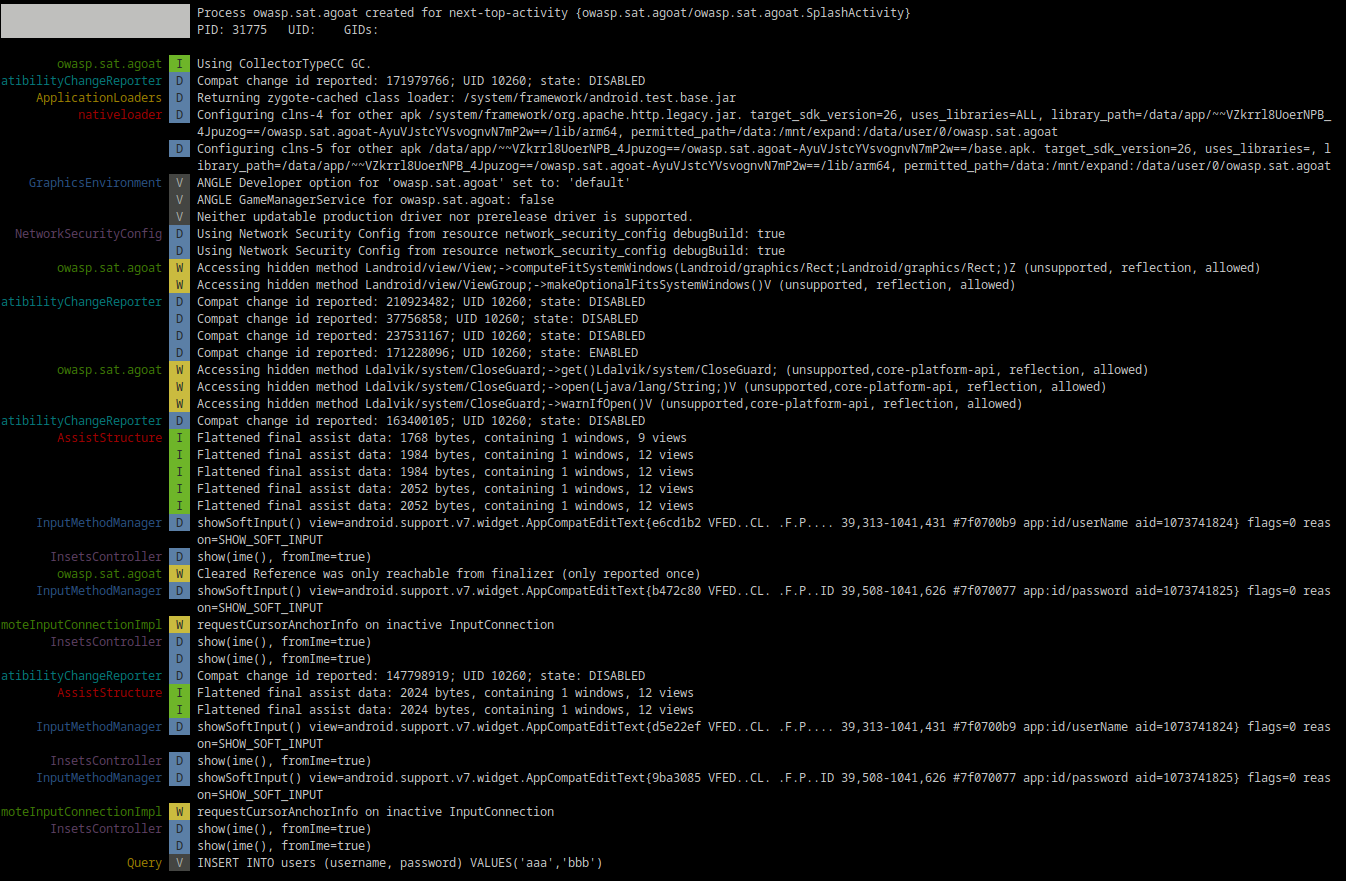 Process owasp.sat.agoat created for next-top-activity {owasp.sat.agoat/owasp.sat.agoat.SplashActivity}
PID: 31775   UID:    GIDs:
owasp.sat.agoat I Using CollectorTypeCC GC.
atibilityChangeReporter D Compat change id reported: 171979766; UID 10260; state: DISABLED
ApplicationLoaders D Returning zygote-cached class loader: /system/framework/android.test.base.jar
nativeloader D Configuring clns-4 for other apk /system/framework/org.apache.http.legacy.jar. target_sdk_version=26, uses_libraries=ALL, library_path=/data/app/~~VZkrrl8UoerNPB_
4Jpuzog==/owasp.sat.agoat-AyuVJstcYVsvognvN7mP2w==/lib/arm64, permitted_path=/data:/mnt/expand:/data/user/0/owasp.sat.agoat
D Configuring clns-5 for other apk /data/app/~~VZkrrl8UoerNPB_4Jpuzog==/owasp.sat.agoat-AyuVJstcYVsvognvN7mP2w==/base.apk. target_sdk_version=26, uses_libraries=, l
ibrary_path=/data/app/~~VZkrrl8UoerNPB_4Jpuzog==/owasp.sat.agoat-AyuVJstcYVsvognvN7mP2w==/lib/arm64, permitted_path=/data:/mnt/expand:/data/user/0/owasp.sat.agoat
GraphicsEnvironment V ANGLE Developer option for 'owasp.sat.agoat' set to: 'default'
V ANGLE GameManagerService for owasp.sat.agoat: false
V Neither updatable production driver nor prerelease driver is supported.
NetworkSecurityConfig D Using Network Security Config from resource network_security_config debugBuild: true
D Using Network Security Config from resource network_security_config debugBuild: true
owasp.sat.agoat W Accessing hidden method Landroid/view/View;->computeFitSystemWindows(Landroid/graphics/Rect;Landroid/graphics/Rect;)Z (unsupported, reflection, allowed)
W Accessing hidden method Landroid/view/ViewGroup;->makeOptionalFitsSystemWindows()V (unsupported, reflection, allowed)
atibilityChangeReporter D Compat change id reported: 210923482; UID 10260; state: DISABLED
D Compat change id reported: 37756858; UID 10260; state: DISABLED
D Compat change id reported: 237531167; UID 10260; state: DISABLED
D Compat change id reported: 171228096; UID 10260; state: ENABLED
owasp.sat.agoat W Accessing hidden method Ldalvik/system/CloseGuard;->get()Ldalvik/system/CloseGuard; (unsupported,core-platform-api, reflection, allowed)
W Accessing hidden method Ldalvik/system/CloseGuard;->open(Ljava/lang/String;)V (unsupported,core-platform-api, reflection, allowed)
W Accessing hidden method Ldalvik/system/CloseGuard;->warnIfOpen()V (unsupported,core-platform-api, reflection, allowed)
atibilityChangeReporter D Compat change id reported: 163400105; UID 10260; state: DISABLED
AssistStructure I Flattened final assist data: 1768 bytes, containing 1 windows, 9 views
I Flattened final assist data: 1984 bytes, containing 1 windows, 12 views
I Flattened final assist data: 1984 bytes, containing 1 windows, 12 views
I Flattened final assist data: 2052 bytes, containing 1 windows, 12 views
I Flattened final assist data: 2052 bytes, containing 1 windows, 12 views
InputMethodManager D showSoftInput() view=android.support.v7.widget.AppCompatEditText{e6cd1b2 VFED..CL. .F.P.... 39,313-1041,431 #7f0700b9 app:id/userName aid=1073741824} flags=0 reas
on=SHOW_SOFT_INPUT
InsetsController D show(ime(), fromIme=true)
owasp.sat.agoat W Cleared Reference was only reachable from finalizer (only reported once)
InputMethodManager D showSoftInput() view=android.support.v7.widget.AppCompatEditText{b472c80 VFED..CL. .F.P..ID 39,508-1041,626 #7f070077 app:id/password aid=1073741825} flags=0 reas
on=SHOW_SOFT_INPUT
moteInputConnectionImpl W requestCursorAnchorInfo on inactive InputConnection
InsetsController D show(ime(), fromIme=true)
D show(ime(), fromIme=true)
atibilityChangeReporter D Compat change id reported: 147798919; UID 10260; state: DISABLED
AssistStructure I Flattened final assist data: 2024 bytes, containing 1 windows, 12 views
I Flattened final assist data: 2024 bytes, containing 1 windows, 12 views
InputMethodManager D showSoftInput() view=android.support.v7.widget.AppCompatEditText{d5e22ef VFED..CL. .F.P.... 39,313-1041,431 #7f0700b9 app:id/userName aid=1073741824} flags=0 reas
on=SHOW_SOFT_INPUT
InsetsController D show(ime(), fromIme=true)
InputMethodManager D showSoftInput() view=android.support.v7.widget.AppCompatEditText{9ba3085 VFED..CL. .F.P..ID 39,508-1041,626 #7f070077 app:id/password aid=1073741825} flags=0 reas
on=SHOW_SOFT_INPUT
moteInputConnectionImpl W requestCursorAnchorInfo on inactive InputConnection
InsetsController D show(ime(), fromIme=true)
D show(ime(), fromIme=true)
Query V INSERT INTO users (username, password) VALUES('aaa','bbb')